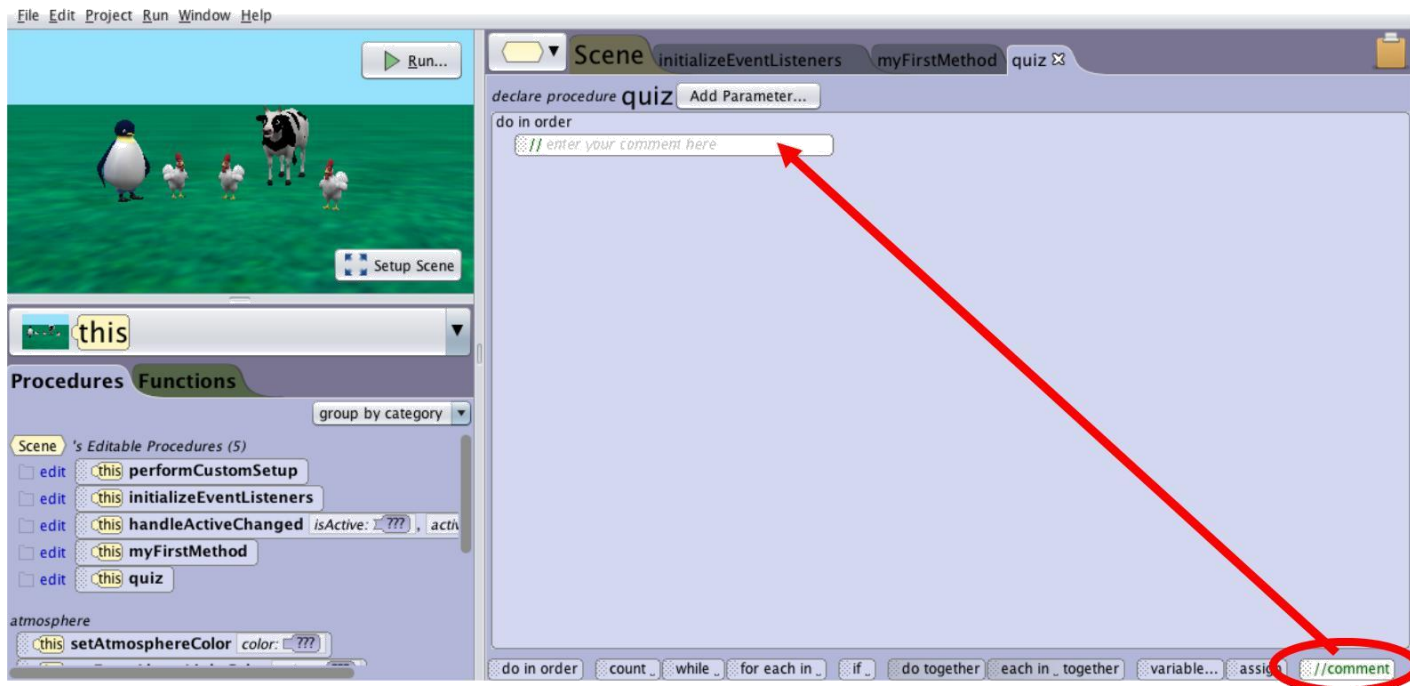 File Edit Project Run Window Help
Run...
Setup Scene
this
Procedures Functions
group by category
Scene 's Editable Procedures (5)
edit this performCustomSetup
edit this initializeEventListeners
edit this handleActiveChanged isActive: ??? , activ
edit this myFirstMethod
edit this quiz
atmosphere
this setAtmosphereColor color: ???
Scene initializeEventListeners myFirstMethod quiz
declare procedure quiz Add Parameter...
do in order
// enter your comment here
do in order count _ while _ for each in _ if _ do together each in _ together variable... assign //comment